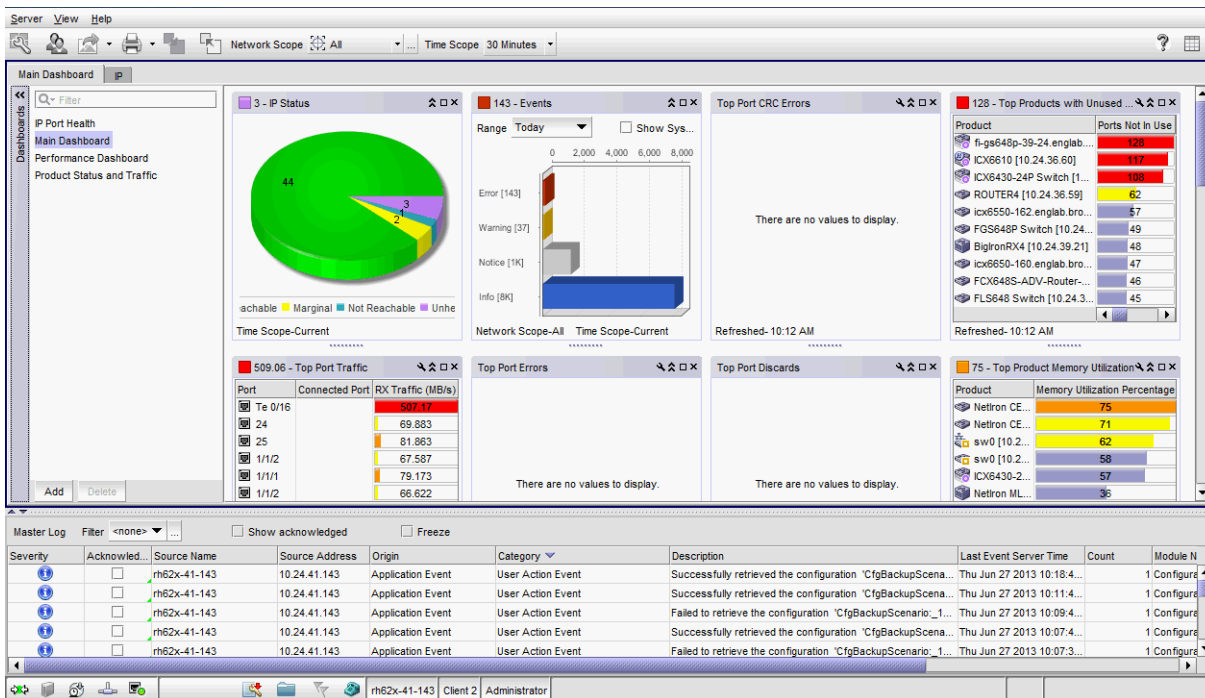 Server View Help
Network Scope All ... Time Scope 30 Minutes ?
Main Dashboard IP
Dashboards
Filter
IP Port Health
Main Dashboard
Performance Dashboard
Product Status and Traffic
Add Delete
3 - IP Status
44
3
1
2
achable Marginal Not Reachable Unhe
Time Scope-Current
143 - Events
Range Today Show Sys...
0 2,000 4,000 6,000 8,000
Error [143]
Warning [37]
Notice [1K]
Info [8K]
Network Scope-All Time Scope-Current
Top Port CRC Errors
There are no values to display.
Refreshed- 10:12 AM
128 - Top Products with Unused ...
Product Ports Not In Use
fi-gs648p-39-24.englab.... 128
ICX6610 [10.24.36.60] 117
ICX6430-24P Switch [1... 108
ROUTER4 [10.24.36.59] 62
icx6550-162.englab.bro... 57
FGS648P Switch [10.24... 49
BigIronRX4 [10.24.39.21] 48
icx6650-160.englab.bro... 47
FCX648S-ADV-Router-... 46
FLS648 Switch [10.24.3... 45
Refreshed- 10:12 AM
509.06 - Top Port Traffic
Port Connected Port RX Traffic (MB/s)
Te 0/16 507.17
24 69.883
25 81.863
1/1/2 67.587
1/1/1 79.173
1/1/2 66.622
Top Port Errors
There are no values to display.
Top Port Discards
There are no values to display.
75 - Top Product Memory Utilization
Product Memory Utilization Percentage
NetIron CE... 75
NetIron CE... 71
sw0 [10.2... 62
sw0 [10.2... 58
ICX6430-2... 57
NetIron ML... 36
Master Log Filter <none> ... Show acknowledged Freeze
Severity Acknowled... Source Name Source Address Origin Category Description Last Event Server Time Count Module N
rh62x-41-143 10.24.41.143 Application Event User Action Event Successfully retrieved the configuration 'CfgBackupScena... Thu Jun 27 2013 10:18:4... 1 Configura
rh62x-41-143 10.24.41.143 Application Event User Action Event Successfully retrieved the configuration 'CfgBackupScena... Thu Jun 27 2013 10:11:4... 1 Configura
rh62x-41-143 10.24.41.143 Application Event User Action Event Failed to retrieve the configuration 'CfgBackupScenario:_1... Thu Jun 27 2013 10:09:4... 1 Configura
rh62x-41-143 10.24.41.143 Application Event User Action Event Successfully retrieved the configuration 'CfgBackupScena... Thu Jun 27 2013 10:07:4... 1 Configura
rh62x-41-143 10.24.41.143 Application Event User Action Event Failed to retrieve the configuration 'CfgBackupScenario:_1... Thu Jun 27 2013 10:07:3... 1 Configura
rh62x-41-143 Client 2 Administrator